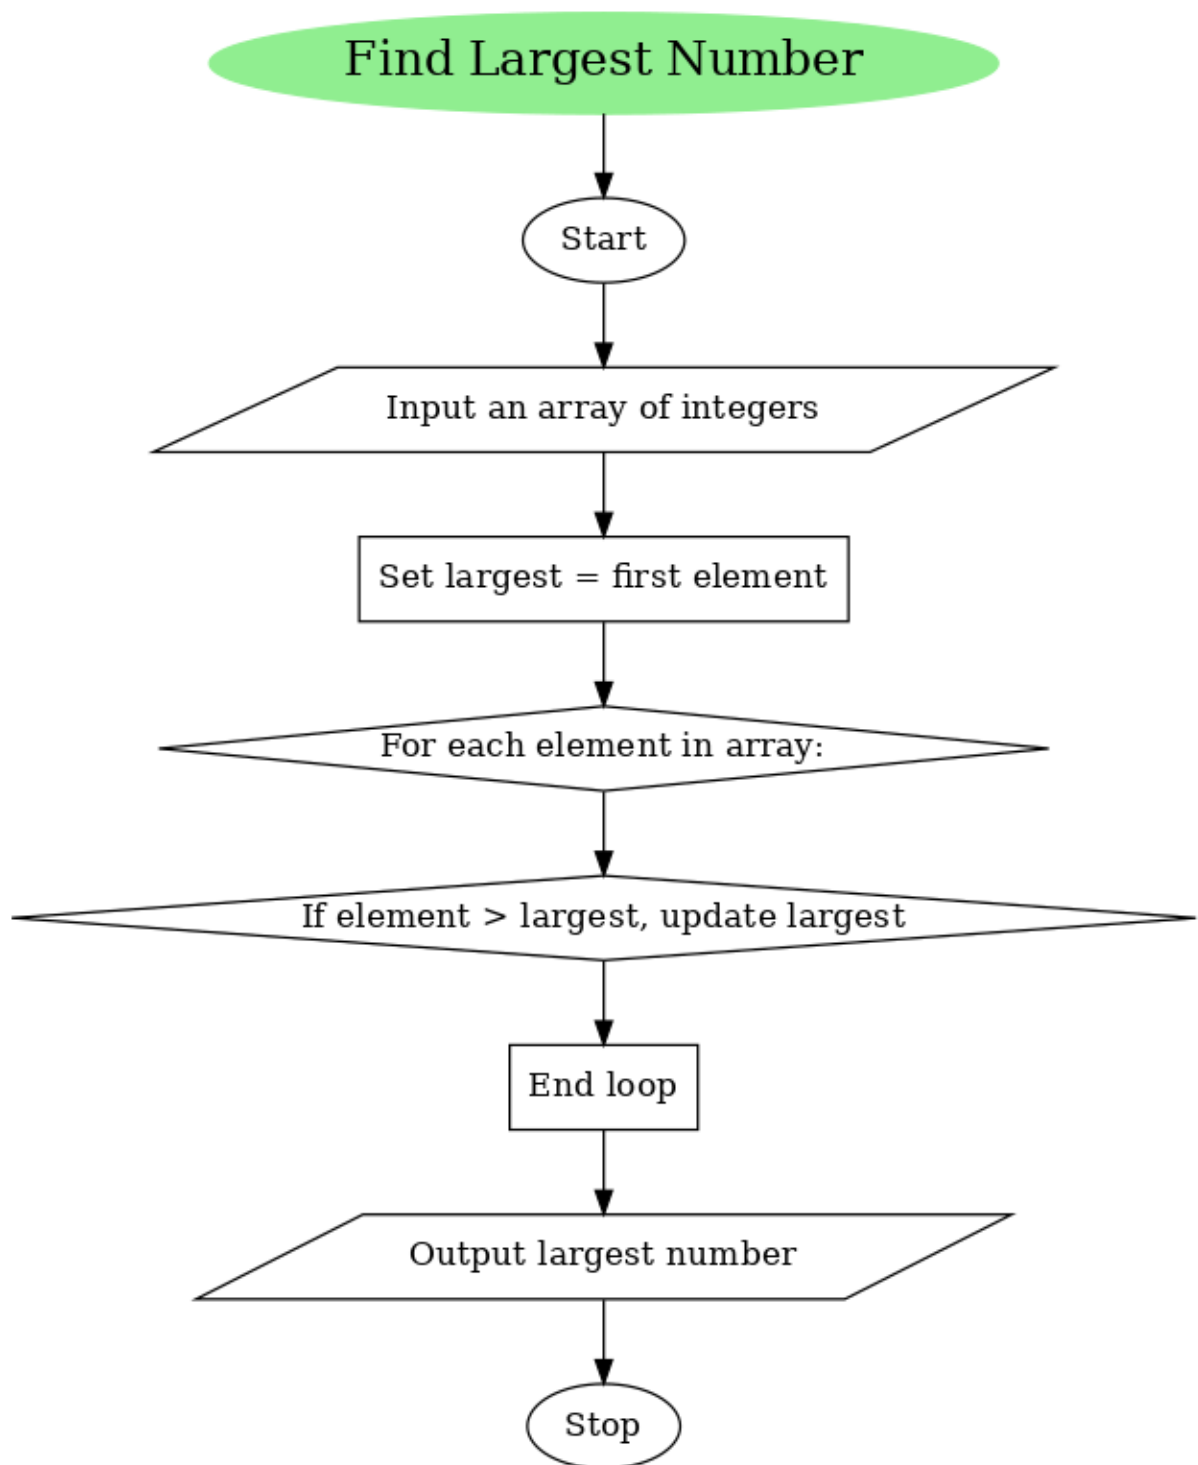 Find Largest Number
Start
Input an array of integers
Set largest = first element
For each element in array:
If element > largest, update largest
End loop
Output largest number
Stop